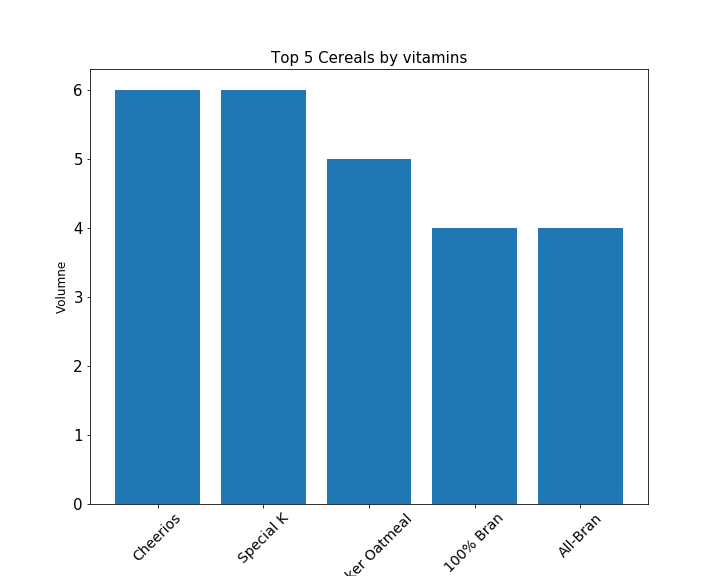 Top 5 Cereals by vitamins
Volumne
6
5
4
3
2
1
0
Cheerios
Special K
ker Oatmeal
100% Bran
All-Bran